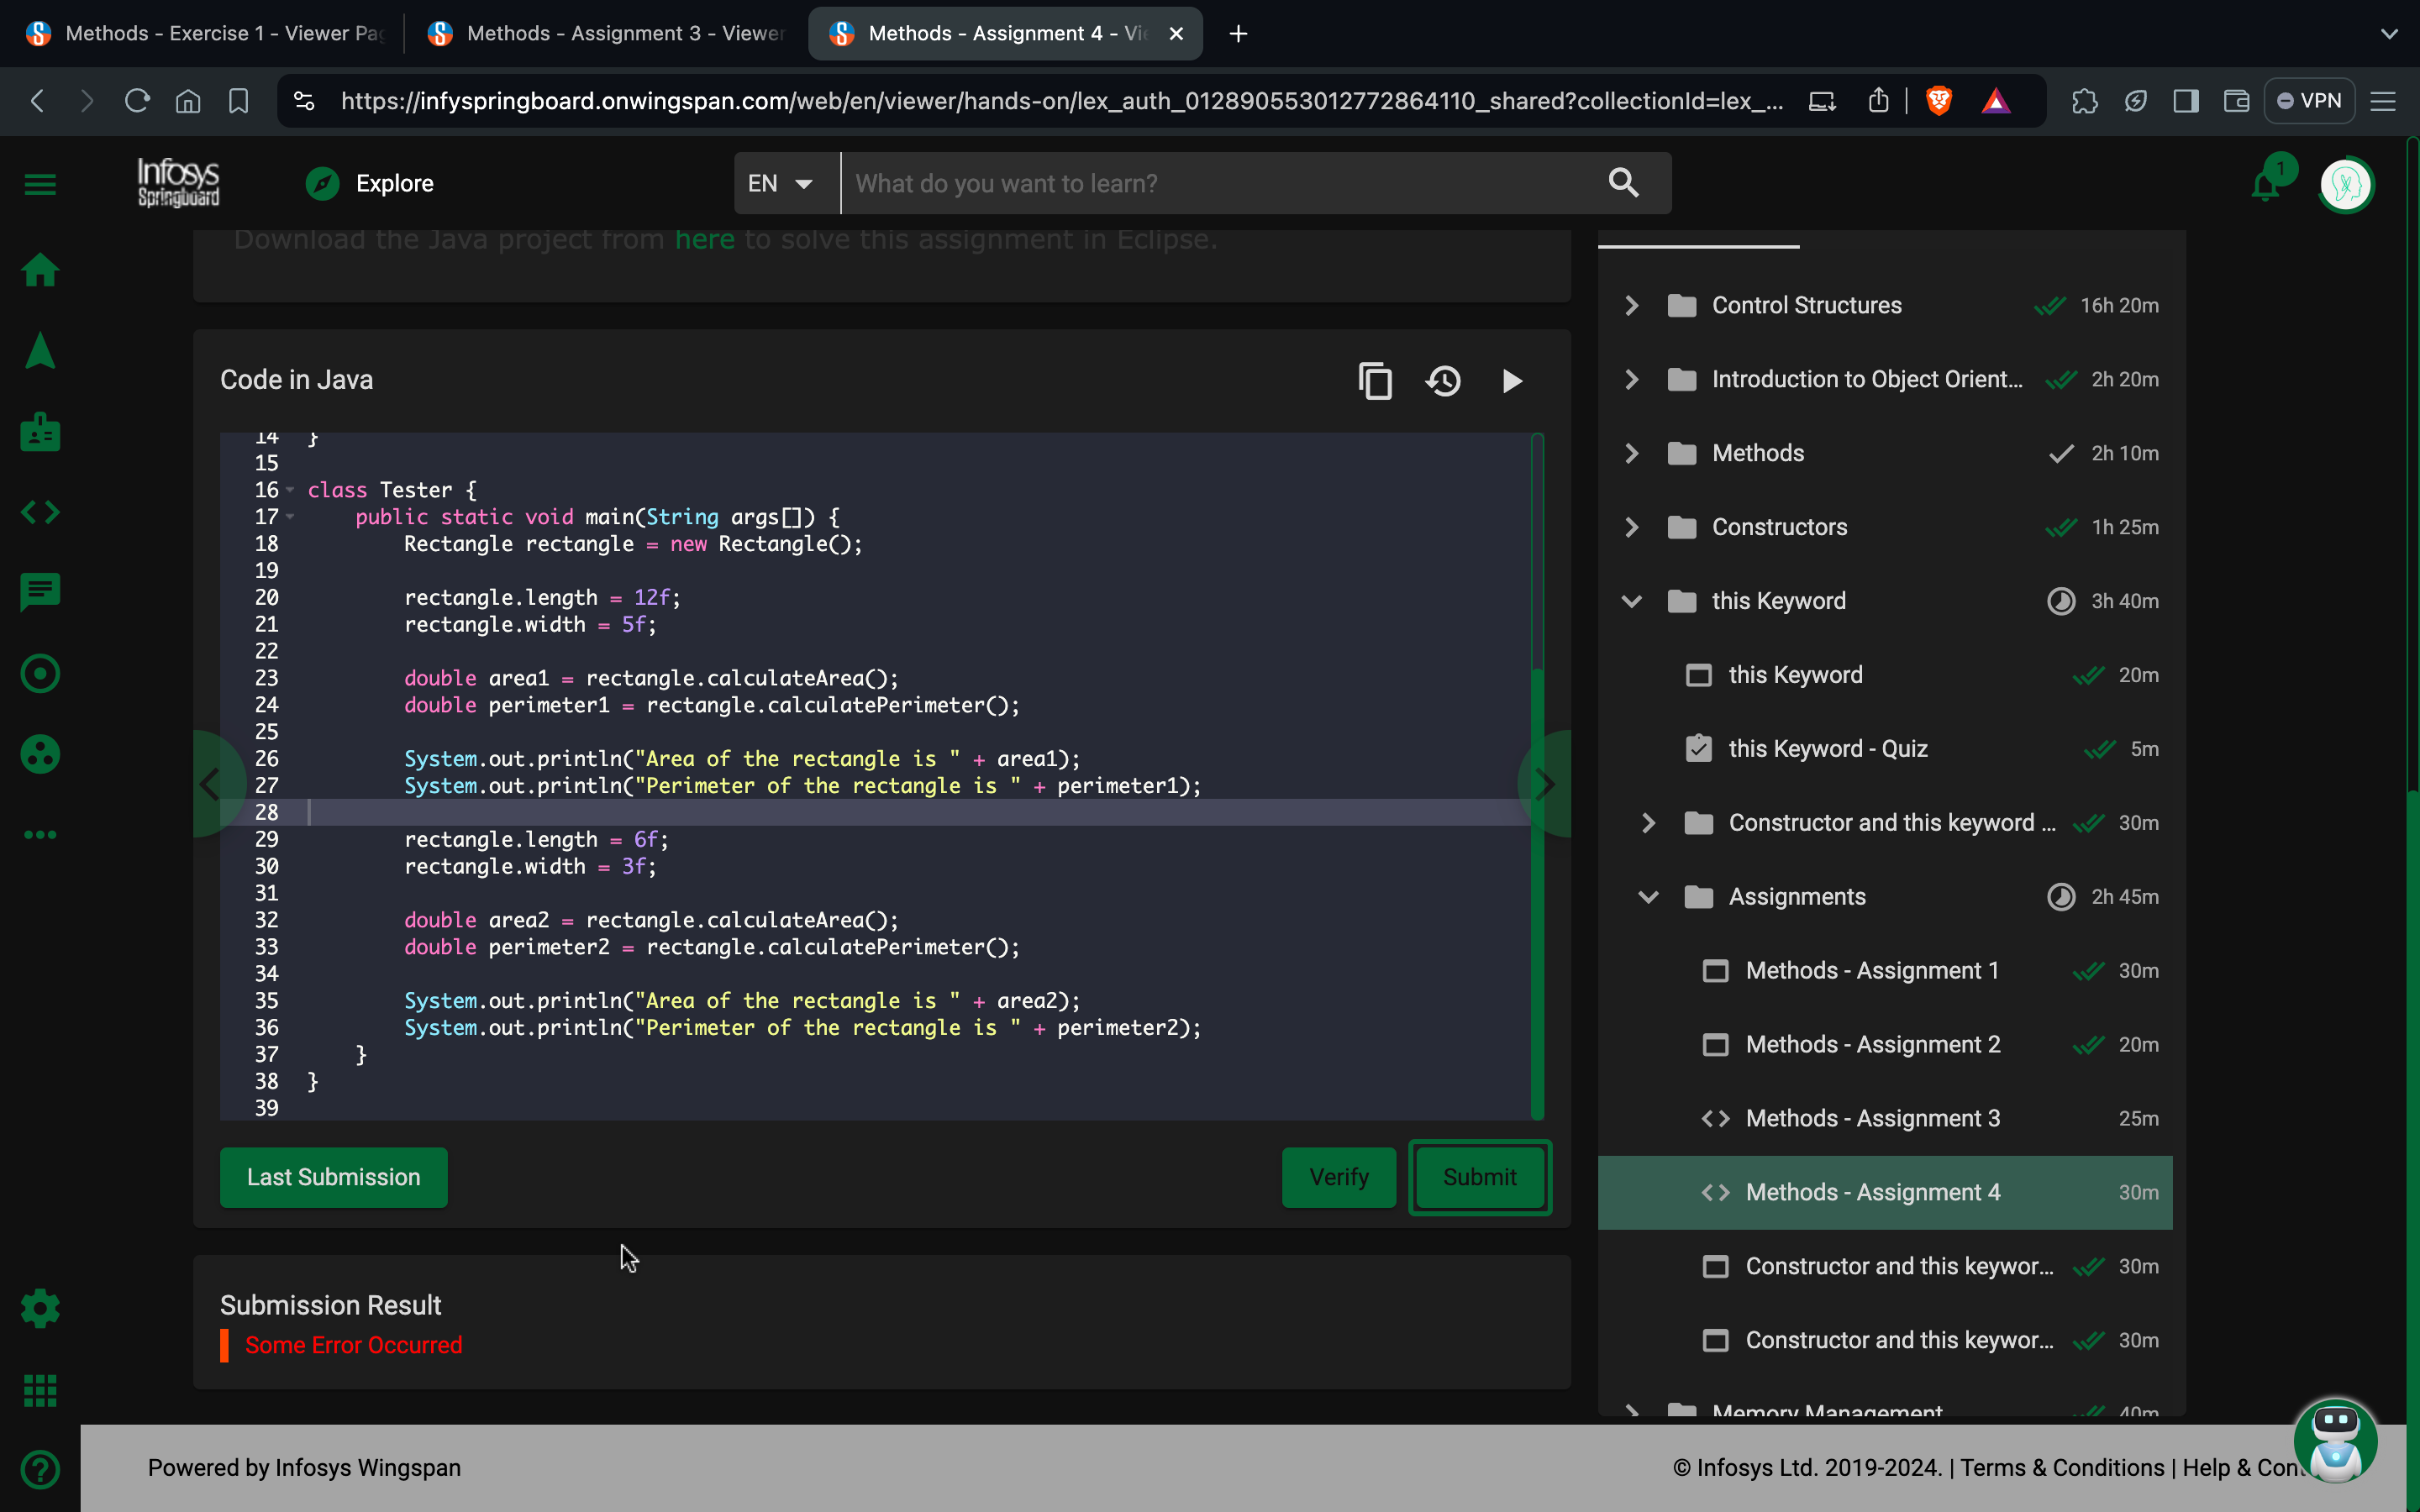 Methods - Exercise 1 - Viewer Pa
Methods - Assignment 3 - Viewer
Methods - Assignment 4 - Vi
https://infyspringboard.onwingspan.com/web/en/viewer/hands-on/lex_auth_012890553012772864110_shared?collectionId=lex_...
VPN
Infosys
Springboard
Explore
EN
What do you want to learn?
1
Download the Java project from here to solve this assignment in Eclipse.
Code in Java
14 }
15
16 class Tester {
17 public static void main(String args[]) {
18 Rectangle rectangle = new Rectangle();
19
20 rectangle.length = 12f;
21 rectangle.width = 5f;
22
23 double area1 = rectangle.calculateArea();
24 double perimeter1 = rectangle.calculatePerimeter();
25
26 System.out.println("Area of the rectangle is " + area1);
27 System.out.println("Perimeter of the rectangle is " + perimeter1);
28
29 rectangle.length = 6f;
30 rectangle.width = 3f;
31
32 double area2 = rectangle.calculateArea();
33 double perimeter2 = rectangle.calculatePerimeter();
34
35 System.out.println("Area of the rectangle is " + area2);
36 System.out.println("Perimeter of the rectangle is " + perimeter2);
37 }
38 }
39
Last Submission
Verify
Submit
Submission Result
Some Error Occurred
Control Structures 16h 20m
Introduction to Object Orient... 2h 20m
Methods 2h 10m
Constructors 1h 25m
this Keyword 3h 40m
this Keyword 20m
this Keyword - Quiz 5m
Constructor and this keyword ... 30m
Assignments 2h 45m
Methods - Assignment 1 30m
Methods - Assignment 2 20m
Methods - Assignment 3 25m
Methods - Assignment 4 30m
Constructor and this keywor... 30m
Constructor and this keywor... 30m
Memory Management 40m
Powered by Infosys Wingspan
© Infosys Ltd. 2019-2024. | Terms & Conditions | Help & Con